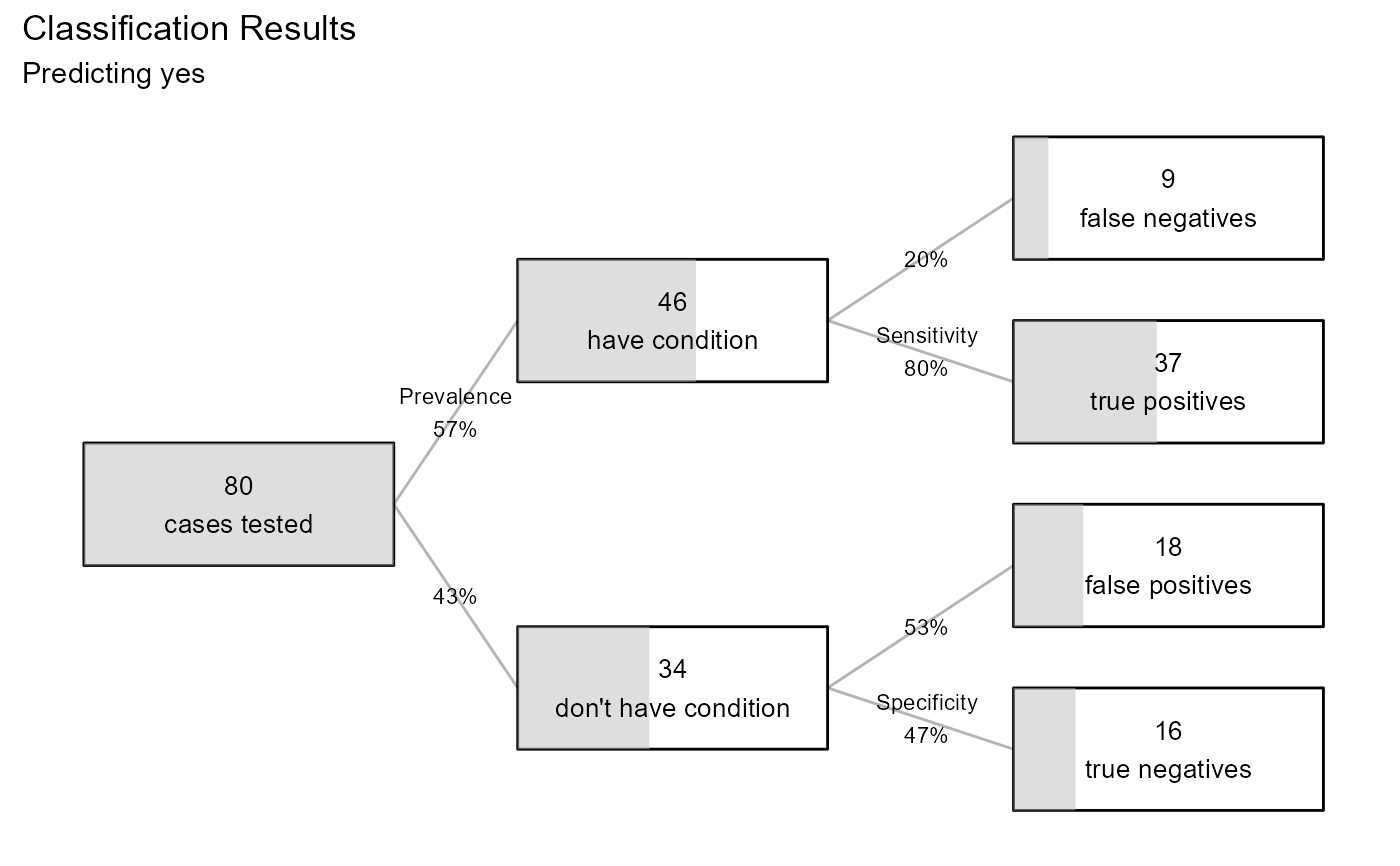 Classification Results
Predicting yes
9
false negatives
20%
46
have condition
Sensitivity
80%
37
true positives
Prevalence
57%
80
cases tested
43%
18
false positives
53%
34
don't have condition
Specificity
47%
16
true negatives